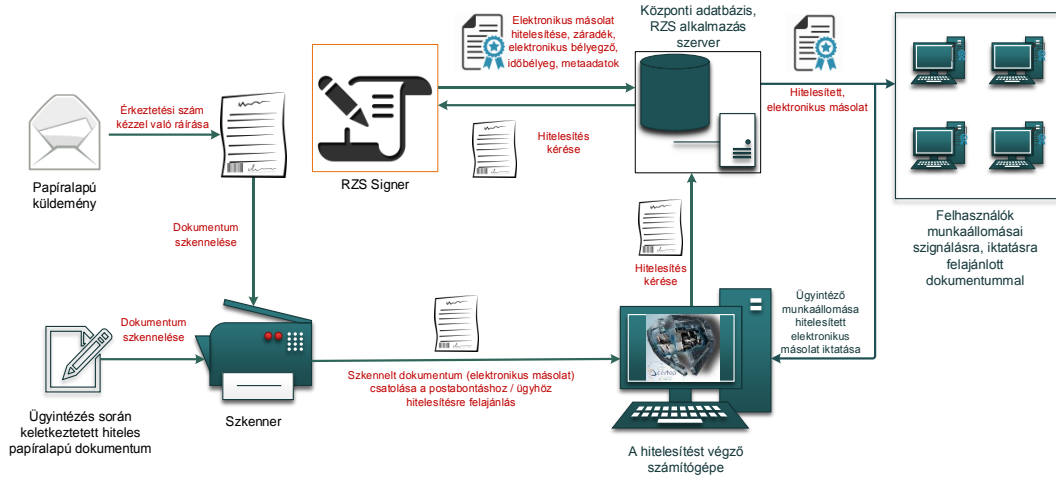 Elektronikus másolat
hitelesítése, záradék,
elektronikus bélyegző,
időbélyeg, metaadatok
Központi adatbázis,
RZS alkalmazás
szerver
Érkeztetési szám
kézzel való ráírása
Hitelesített,
elektronikus másolat
Hitelesítés
kérése
Papíralapú
küldemény
RZS Signer
Dokumentum
szkennelése
Hitelesítés
kérése
Felhasználók
munkaállomásai
szignálásra, iktatásra
felajánlott
dokumentummal
Dokumentum
szkennelése
Ügyintéző
munkaállomása
hitelesített
elektronikus
másolat iktatása
Szkennelt dokumentum (elektronikus másolat)
csatolása a postabontáshoz / ügyhöz
hitelesítésre felajánlás
certop
Ügyintézés során
keletkeztetett hiteles
papíralapú dokumentum
Szkenner
A hitelesítést végző
számítógépe